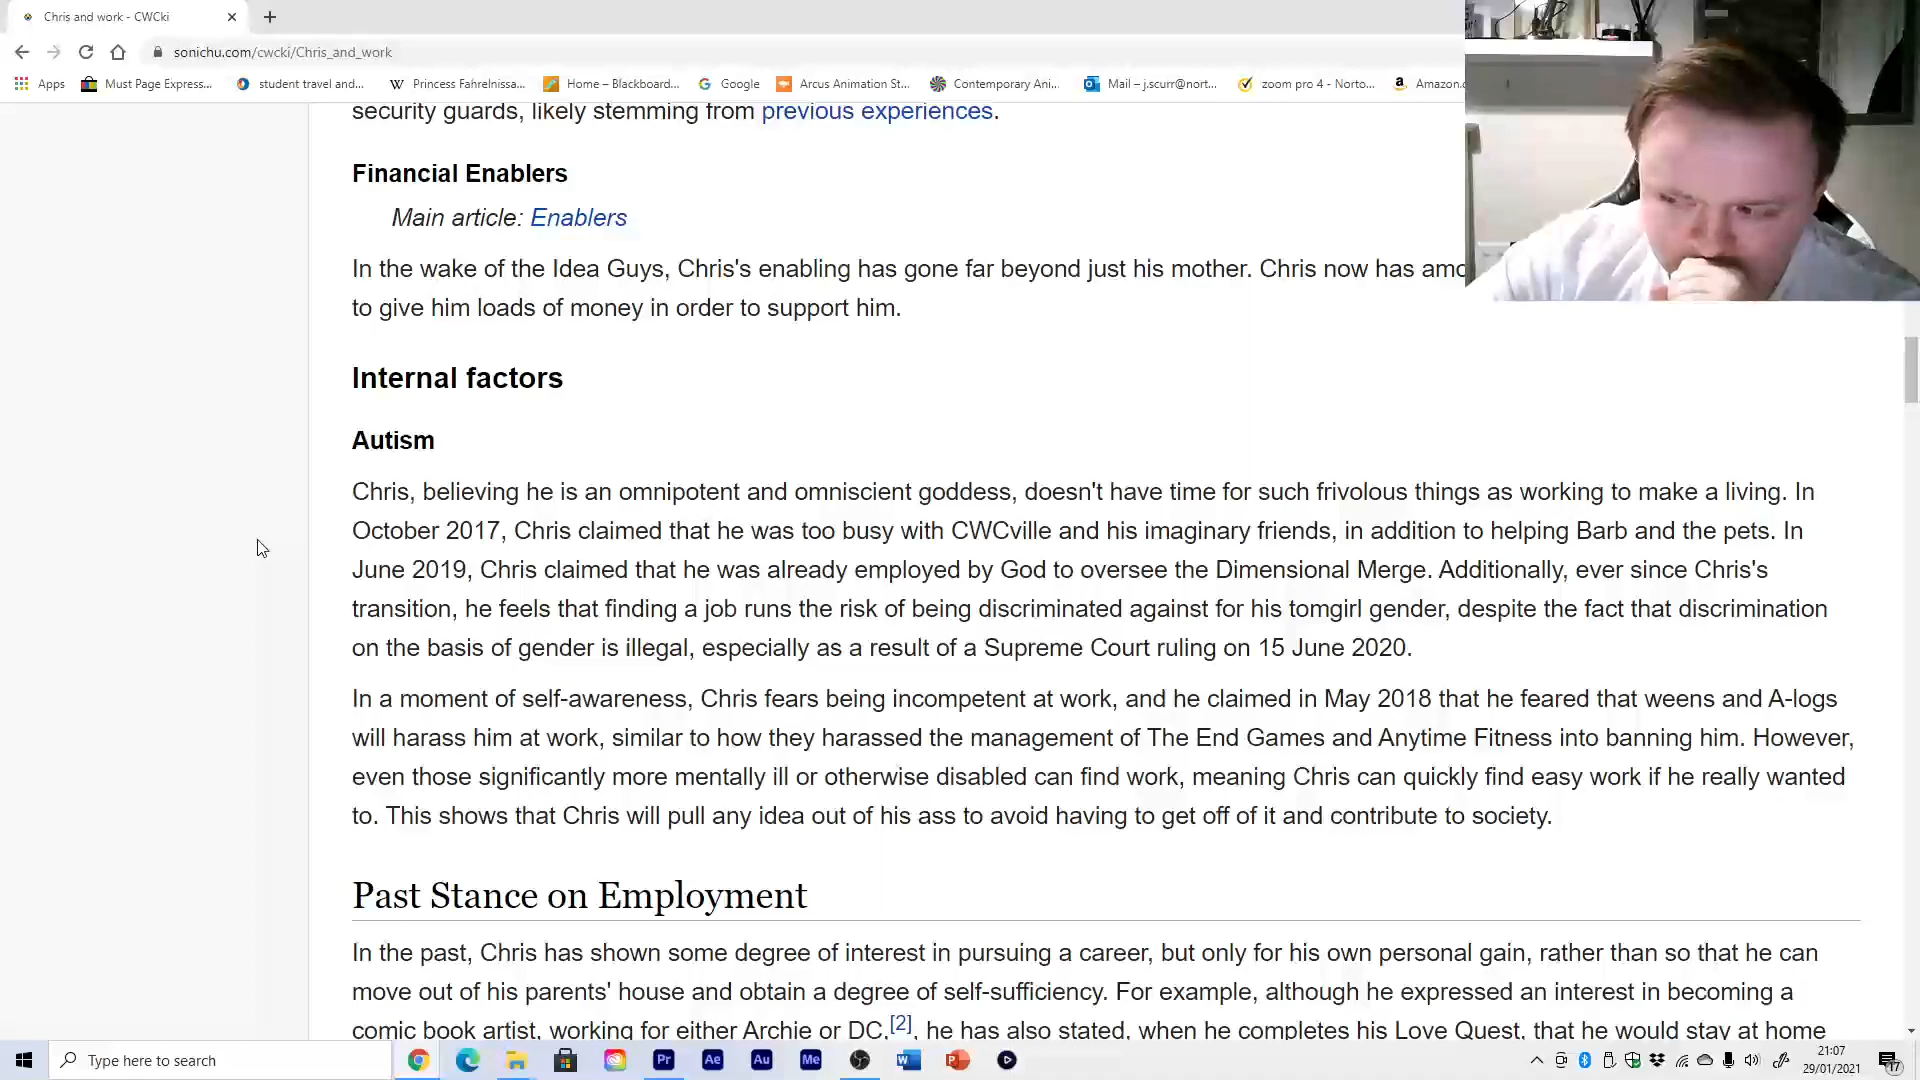 Chris and work - CWCki
sonichu.com/cwcki/Chris_and_work
Apps Must Page Express... student travel and... Princess Fahrelnissa... Home – Blackboard... Google Arcus Animation St... Contemporary Ani... Mail – j.scurr@nort... zoom pro 4 - Norto... Amazon.c
security guards, likely stemming from previous experiences.
Financial Enablers
Main article: Enablers
In the wake of the Idea Guys, Chris's enabling has gone far beyond just his mother. Chris now has amo
to give him loads of money in order to support him.
Internal factors
Autism
Chris, believing he is an omnipotent and omniscient goddess, doesn't have time for such frivolous things as working to make a living. In
October 2017, Chris claimed that he was too busy with CWCville and his imaginary friends, in addition to helping Barb and the pets. In
June 2019, Chris claimed that he was already employed by God to oversee the Dimensional Merge. Additionally, ever since Chris's
transition, he feels that finding a job runs the risk of being discriminated against for his tomgirl gender, despite the fact that discrimination
on the basis of gender is illegal, especially as a result of a Supreme Court ruling on 15 June 2020.
In a moment of self-awareness, Chris fears being incompetent at work, and he claimed in May 2018 that he feared that weens and A-logs
will harass him at work, similar to how they harassed the management of The End Games and Anytime Fitness into banning him. However,
even those significantly more mentally ill or otherwise disabled can find work, meaning Chris can quickly find easy work if he really wanted
to. This shows that Chris will pull any idea out of his ass to avoid having to get off of it and contribute to society.
Past Stance on Employment
In the past, Chris has shown some degree of interest in pursuing a career, but only for his own personal gain, rather than so that he can
move out of his parents' house and obtain a degree of self-sufficiency. For example, although he expressed an interest in becoming a
comic book artist, working for either Archie or DC,[2], he has also stated, when he completes his Love Quest, that he would stay at home
Type here to search
Pr Ae Au Me
21:07
29/01/2021
17